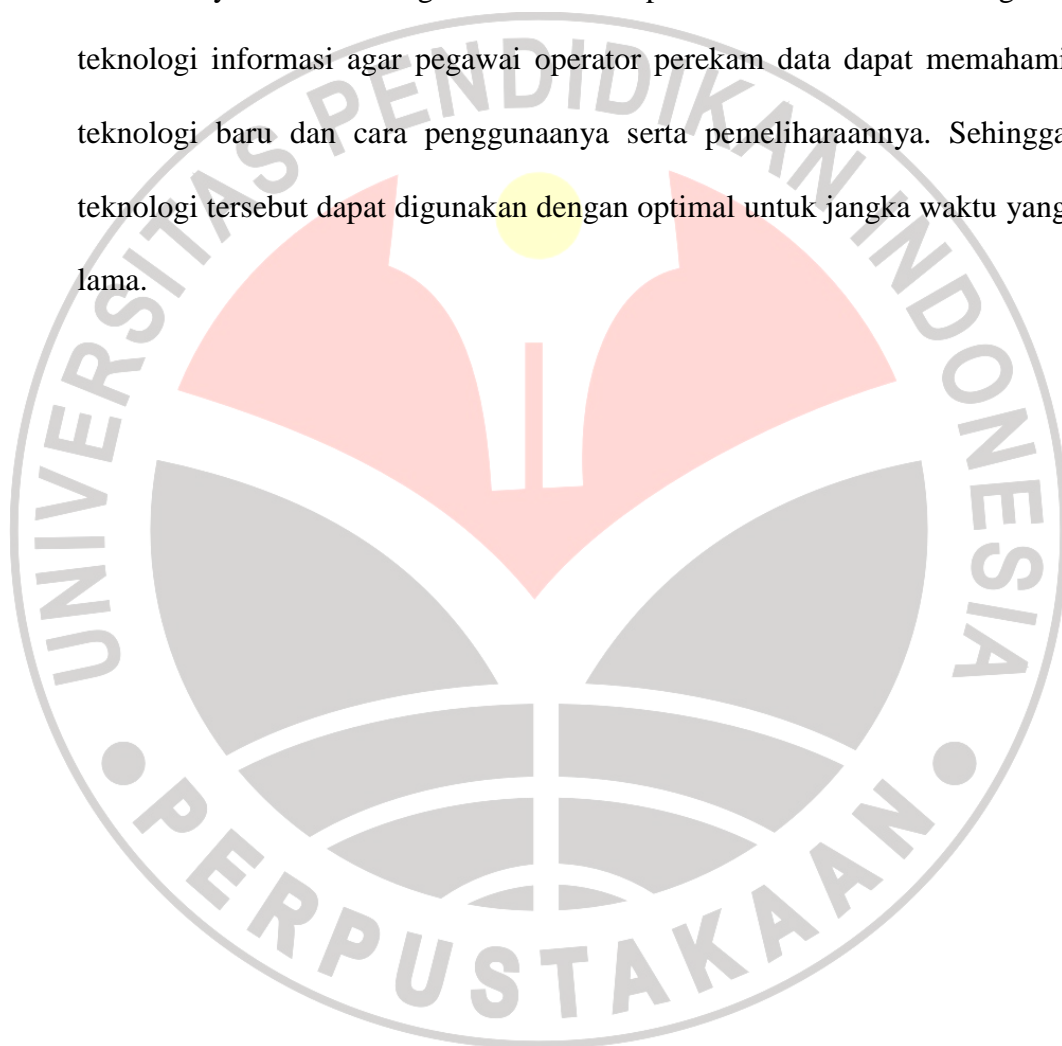 teknologi informasi agar pegawai operator perekam data dapat memahami
teknologi baru dan cara penggunaanya serta pemeliharaannya. Sehingga
teknologi tersebut dapat digunakan dengan optimal untuk jangka waktu yang
lama.
UNIVERSITAS PENDIDIKAN INDONESIA
PERPUSTAKAAN